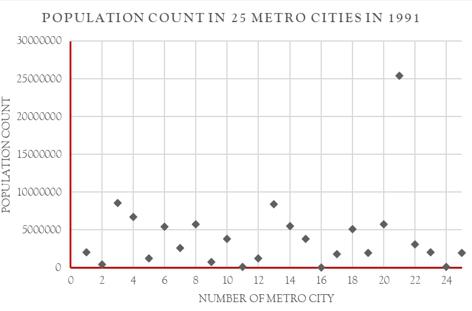 POPULATION COUNT IN 25 METRO CITIES IN 1991
30000000
25000000
20000000
15000000
10000000
5000000
0
POPULATION COUNT
0 2 4 6 8 10 11 12 14 16 18 20 22 24
NUMBER OF METRO CITY